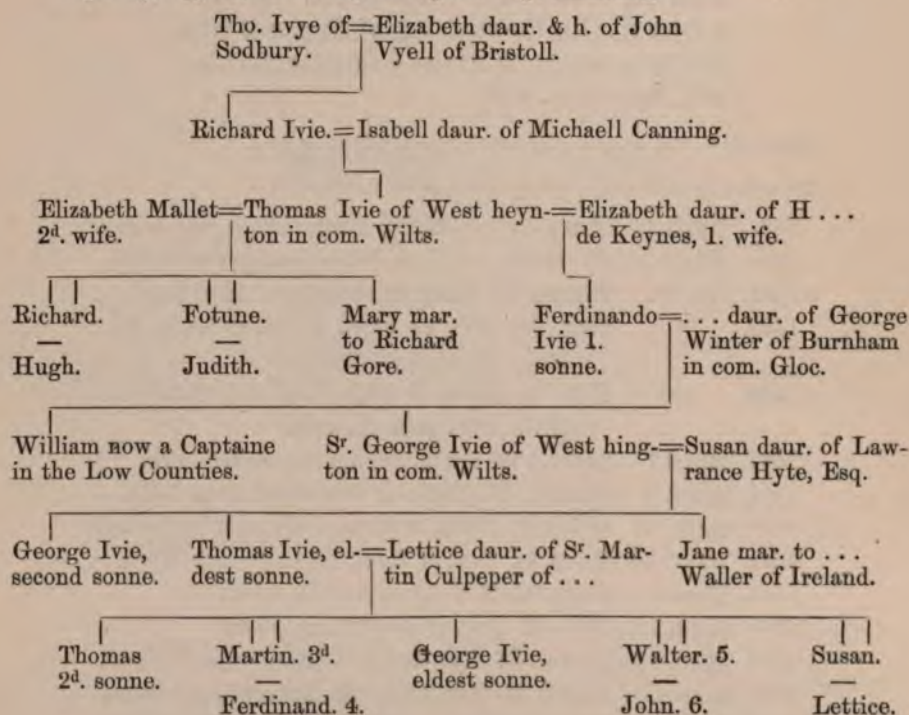 Tho. Ivye of=Elizabeth daur. & h. of John
Sodbury. Vyell of Bristoll.
Richard Ivie.=Isabell daur. of Michaell Canning.
Elizabeth Mallet=Thomas Ivie of West heyn-=Elizabeth daur. of H ...
2d. wife. ton in com. Wilts. de Keynes, 1. wife.
Richard. Fotune. Mary mar. Ferdinando=. . . daur. of George
— — to Richard Ivie 1. Winter of Burnham
Hugh. Judith. Gore. sonne. in com. Gloc.
William now a Captaine Sr. George Ivie of West hing-=Susan daur. of Law-
in the Low Counties. ton in com. Wilts. rance Hyte, Esq.
George Ivie, Thomas Ivie, el-=Lettice daur. of Sr. Mar- Jane mar. to . . .
second sonne. dest sonne. tin Culpeper of . . . Waller of Ireland.
Thomas Martin. 3d. George Ivie, Walter. 5. Susan.
2d. sonne. — eldest sonne. — —
Ferdinand. 4. John. 6. Lettice.